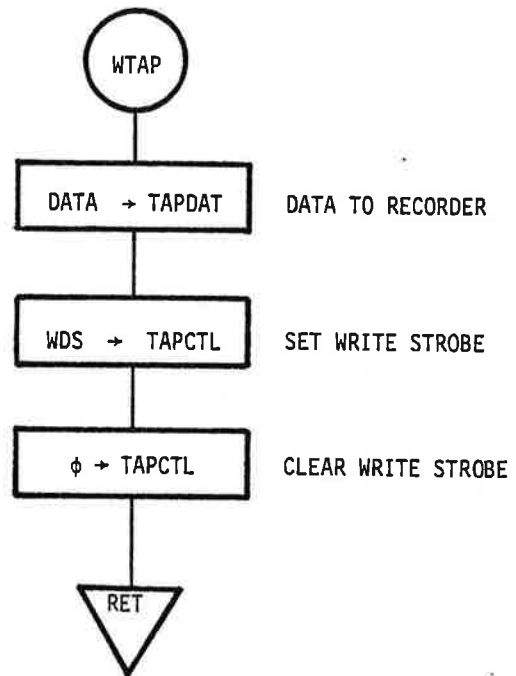 WTAP
DATA → TAPDAT DATA TO RECORDER
WDS → TAPCTL SET WRITE STROBE
ϕ → TAPCTL CLEAR WRITE STROBE
RET